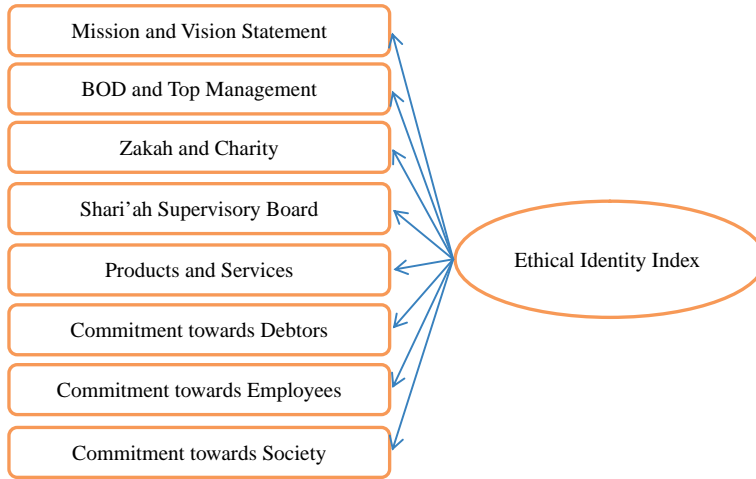 Mission and Vision Statement
BOD and Top Management
Zakah and Charity
Shari’ah Supervisory Board
Products and Services
Commitment towards Debtors
Commitment towards Employees
Commitment towards Society
Ethical Identity Index